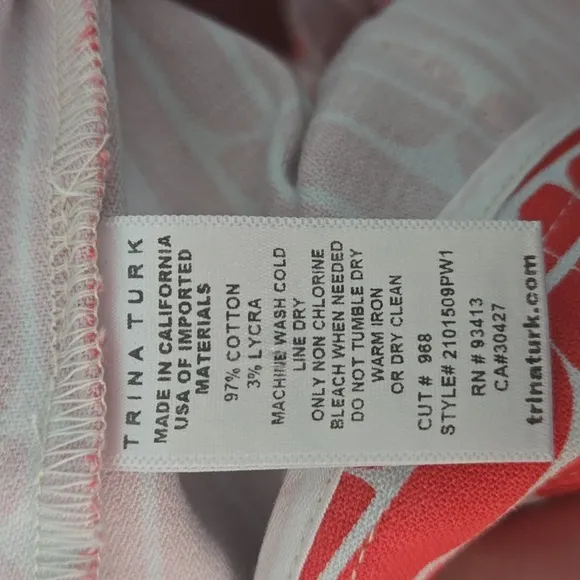 TRINA TURK
MADE IN CALIFORNIA
USA OF IMPORTED
MATERIALS
97% COTTON
3% LYCRA
MACHINE WASH COLD
LINE DRY
ONLY NON CHLORINE
BLEACH WHEN NEEDED
DO NOT TUMBLE DRY
WARM IRON
OR DRY CLEAN
CUT# 968
STYLE# 2101509PW1
RN # 93413
CA#30427
trinaturk.com